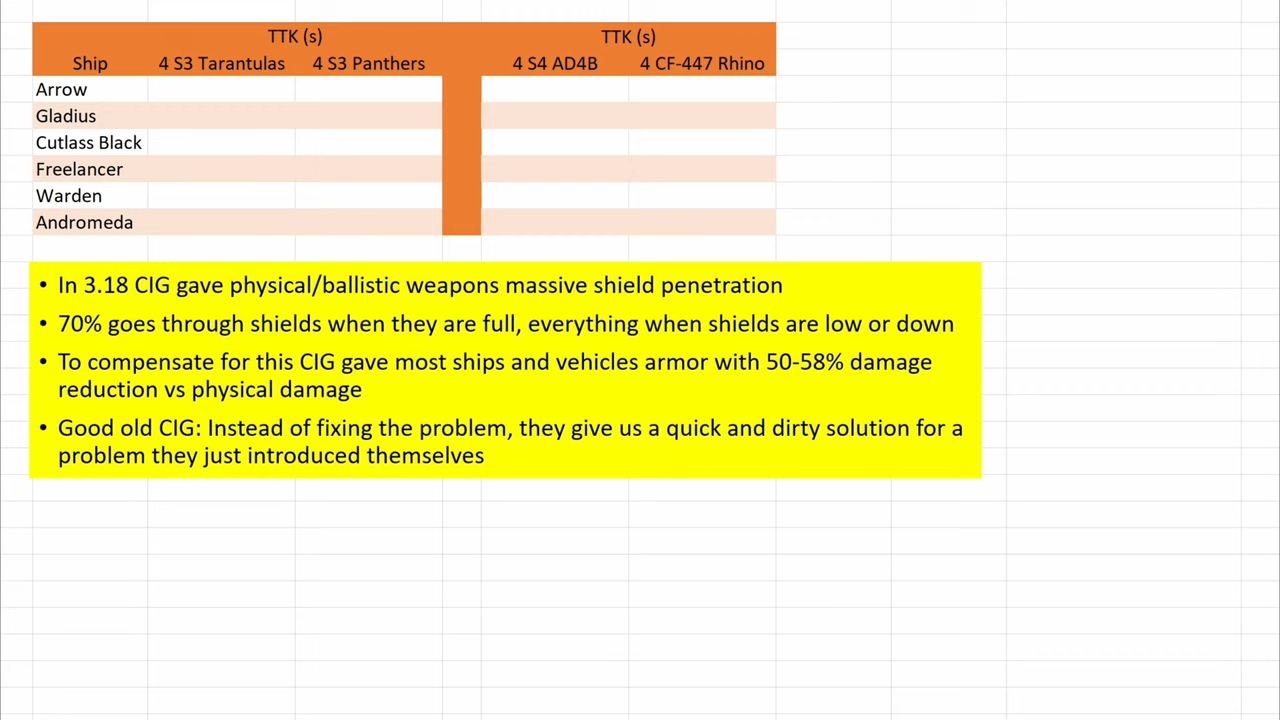 TTK (s) TTK (s)
Ship 4 S3 Tarantulas 4 S3 Panthers 4 S4 AD4B 4 CF-447 Rhino
Arrow
Gladius
Cutlass Black
Freelancer
Warden
Andromeda
• In 3.18 CIG gave physical/ballistic weapons massive shield penetration
• 70% goes through shields when they are full, everything when shields are low or down
• To compensate for this CIG gave most ships and vehicles armor with 50-58% damage
reduction vs physical damage
• Good old CIG: Instead of fixing the problem, they give us a quick and dirty solution for a
problem they just introduced themselves